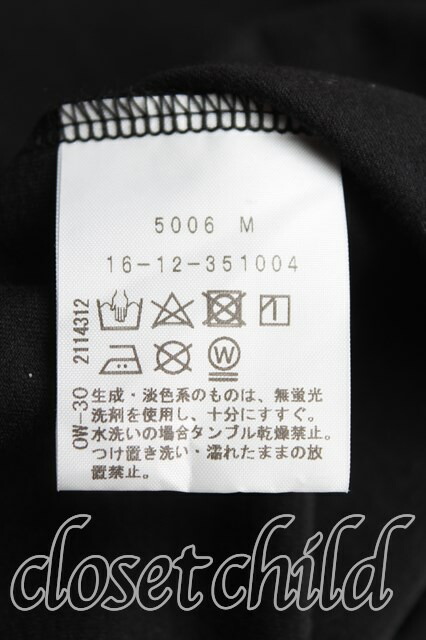 5006 M
16-12-351004
W
生成・淡色系のものは、無蛍光
洗剤を使用し、十分にすすぐ。
水洗いの場合タンブル乾燥禁止。
つけ置き洗い・濡れたままの放
置禁止。
OW-30 2114312
closet child